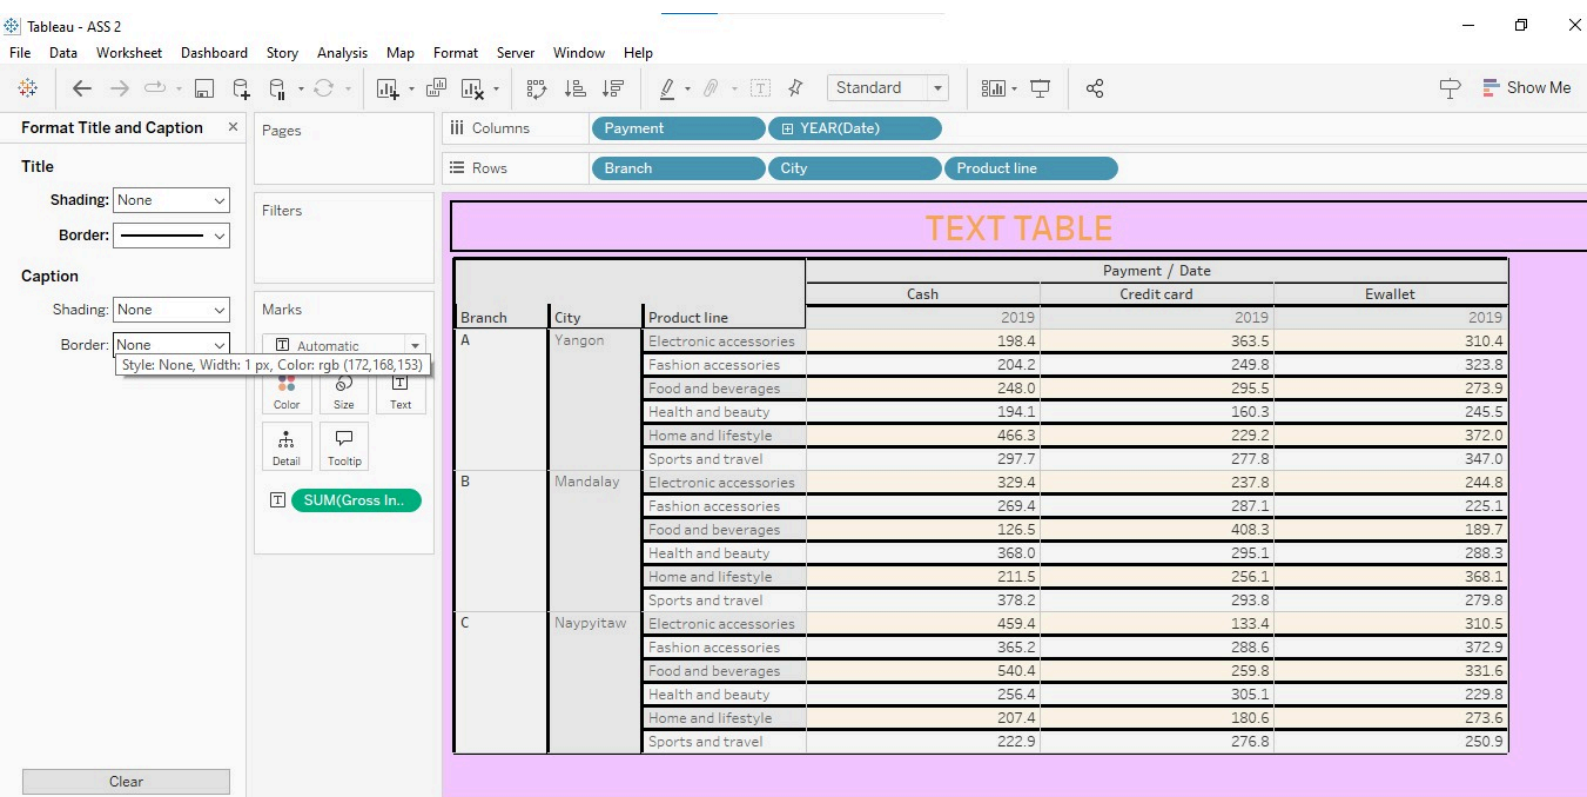 Tableau - ASS 2
File Data Worksheet Dashboard Story Analysis Map Format Server Window Help
Standard
Show Me
Format Title and Caption ×
Title
Shading: None
Border:
Caption
Shading: None
Border: None
Style: None, Width: 1 px, Color: rgb (172,168,153)
Clear
Pages
Filters
Marks
T Automatic
Color Size T Text
Detail Tooltip
T SUM(Gross In..
Columns Payment YEAR(Date)
Rows Branch City Product line
TEXT TABLE
Payment / Date
Cash Credit card Ewallet
Branch City Product line 2019 2019 2019
A Yangon Electronic accessories 198.4 363.5 310.4
Fashion accessories 204.2 249.8 323.8
Food and beverages 248.0 295.5 273.9
Health and beauty 194.1 160.3 245.5
Home and lifestyle 466.3 229.2 372.0
Sports and travel 297.7 277.8 347.0
B Mandalay Electronic accessories 329.4 237.8 244.8
Fashion accessories 269.4 287.1 225.1
Food and beverages 126.5 408.3 189.7
Health and beauty 368.0 295.1 288.3
Home and lifestyle 211.5 256.1 368.1
Sports and travel 378.2 293.8 279.8
C Naypyitaw Electronic accessories 459.4 133.4 310.5
Fashion accessories 365.2 288.6 372.9
Food and beverages 540.4 259.8 331.6
Health and beauty 256.4 305.1 229.8
Home and lifestyle 207.4 180.6 273.6
Sports and travel 222.9 276.8 250.9